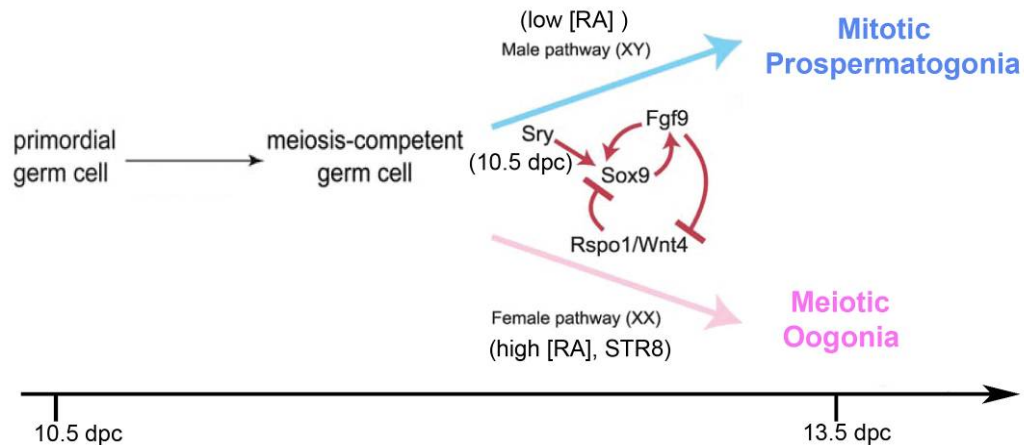 (low [RA] )
Male pathway (XY)
Mitotic
Prospermatogonia
primordial
germ cell
meiosis-competent
germ cell
Sry
(10.5 dpc)
Fgf9
Sox9
Rspo1/Wnt4
Female pathway (XX)
(high [RA], STR8)
Meiotic
Oogonia
10.5 dpc
13.5 dpc